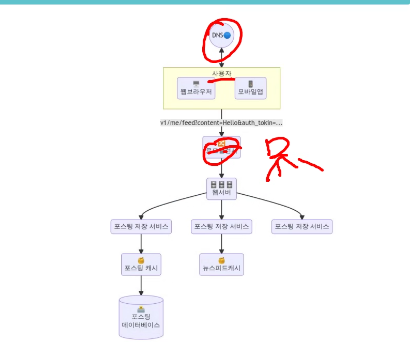 DNS
사용자
웹브라우저
모바일앱
v1/me/feed?content=Hello&auth_tokin=....
웹서버
포스팅 저장 서비스
포스팅 저장 서비스
포스팅 저장 서비스
포스팅 캐시
뉴스피드캐시
포스팅
데이터베이스